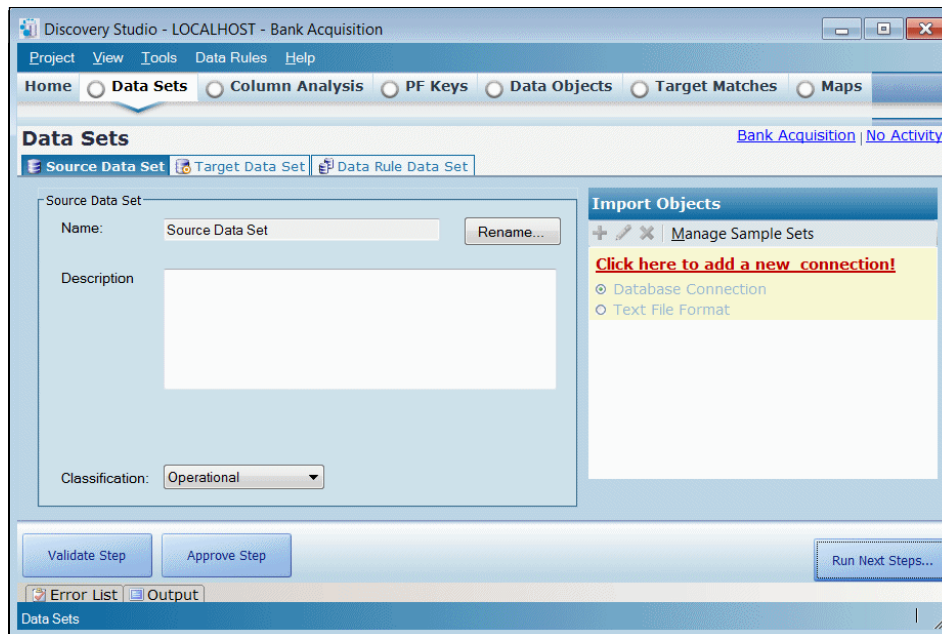 Discovery Studio - LOCALHOST - Bank Acquisition
Project View Tools Data Rules Help
Home Data Sets Column Analysis PF Keys Data Objects Target Matches Maps
Data Sets
Bank Acquisition | No Activity
Source Data Set Target Data Set Data Rule Data Set
Source Data Set
Name: Source Data Set Rename...
Description
Classification: Operational
Import Objects
Manage Sample Sets
Click here to add a new connection!
Database Connection
Text File Format
Validate Step Approve Step Run Next Steps...
Error List Output
Data Sets